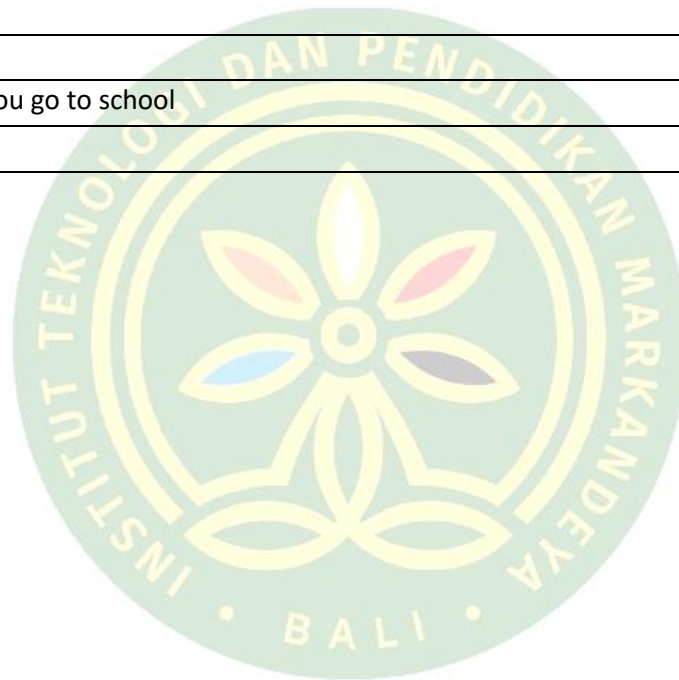 ou go to school
INSTITUT TEKNOLOGI DAN PENDIDIKAN MARKANDEYA
• BALI •